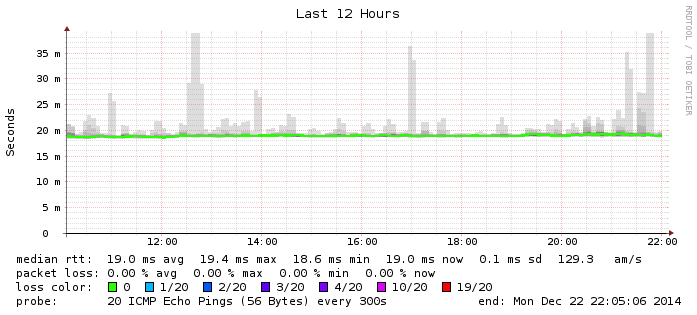 Last 12 Hours
RRDTOOL / TOBI OETIKER
Seconds
35 m
30 m
25 m
20 m
15 m
10 m
5 m
0
12:00 14:00 16:00 18:00 20:00 22:00
median rtt: 19.0 ms avg 19.4 ms max 18.6 ms min 19.0 ms now 0.1 ms sd 129.3 am/s
packet loss: 0.00 % avg 0.00 % max 0.00 % min 0.00 % now
loss color: 0 1/20 2/20 3/20 4/20 10/20 19/20
probe: 20 ICMP Echo Pings (56 Bytes) every 300s end: Mon Dec 22 22:05:06 2014